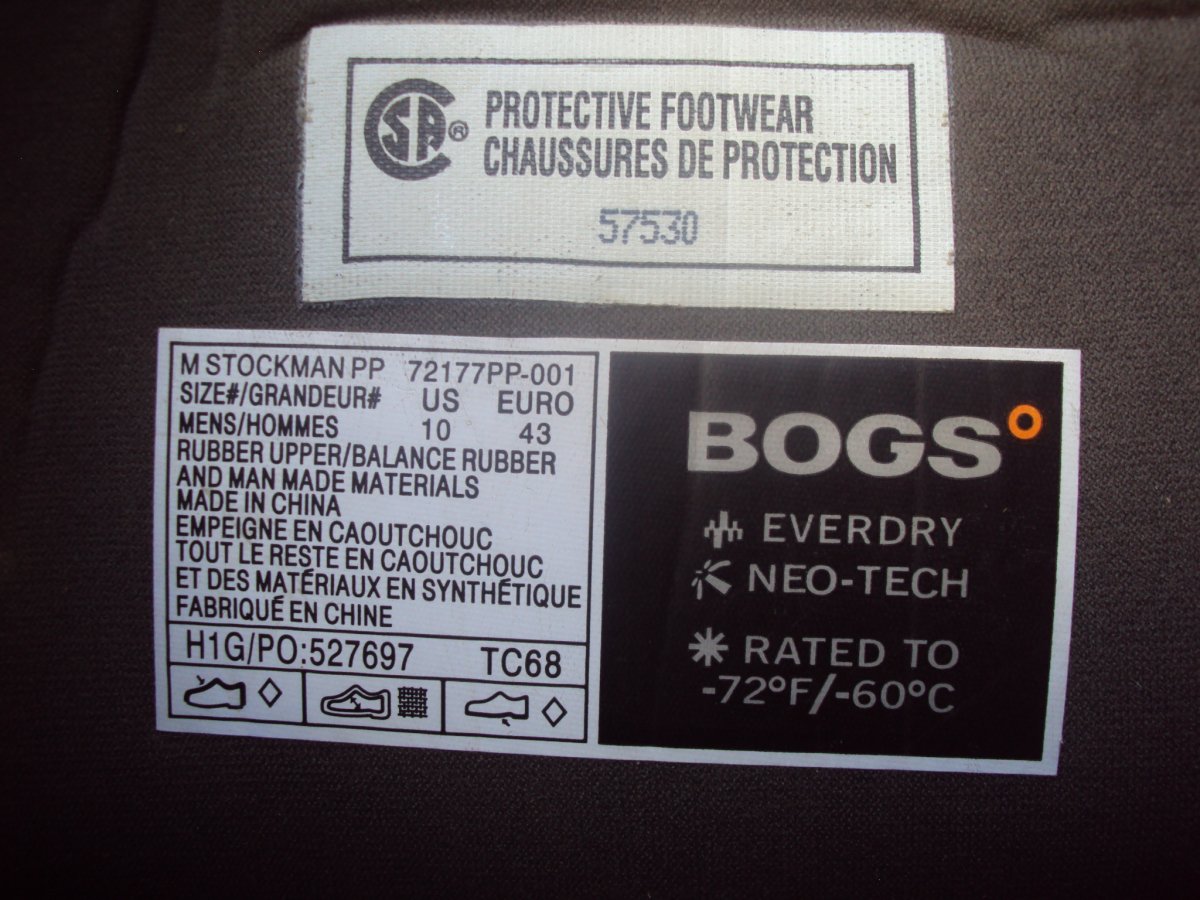 CSA® PROTECTIVE FOOTWEAR
CHAUSSURES DE PROTECTION
57530
M STOCKMAN PP 72177PP-001
SIZE#/GRANDEUR# US EURO
MENS/HOMMES 10 43
RUBBER UPPER/BALANCE RUBBER
AND MAN MADE MATERIALS
MADE IN CHINA
EMPEIGNE EN CAOUTCHOUC
TOUT LE RESTE EN CAOUTCHOUC
ET DES MATÉRIAUX EN SYNTHÉTIQUE
FABRIQUÉ EN CHINE
H1G/PO:527697 TC68
BOGS
EVERDRY
NEO-TECH
RATED TO
-72°F/-60°C